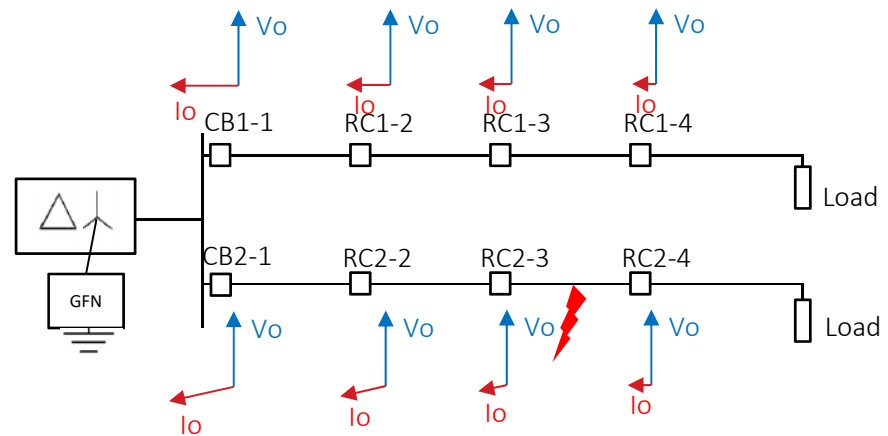 Vo Vo Vo Vo
Io Io Io Io
CB1-1 RC1-2 RC1-3 RC1-4
Load
CB2-1 RC2-2 RC2-3 RC2-4
GFN
Vo Vo Vo Vo
Load
Io Io Io Io